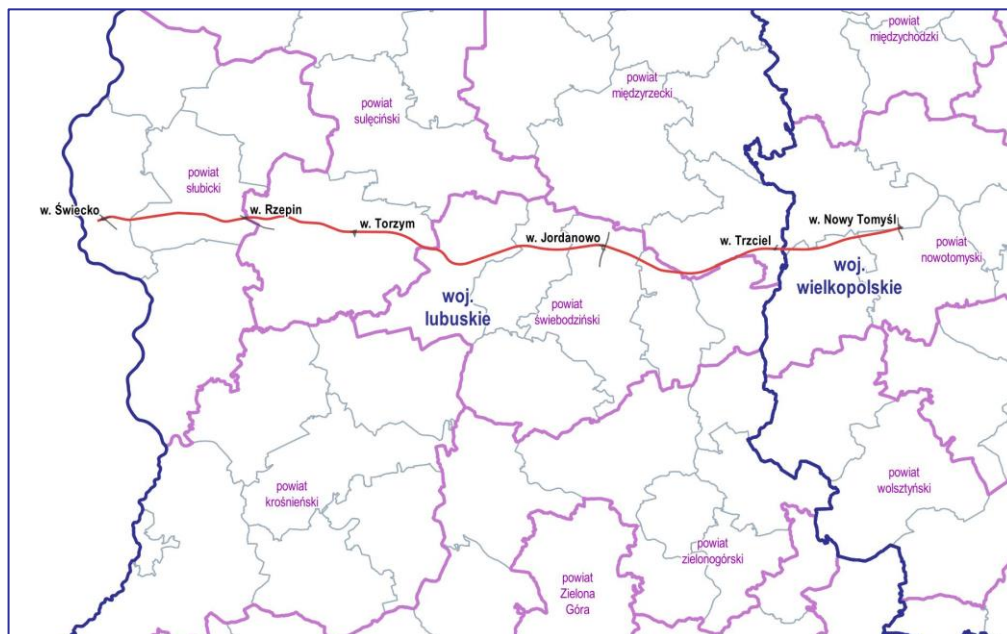 powiat
międzychodzki
powiat
międzyrzecki
powiat
sulęciński
powiat
słubicki
w. Świecko
w. Rzepin
w. Torzym
w. Jordanowo
w. Trzciel
w. Nowy Tomyśl
powiat
nowotomyski
woj.
wielkopolskie
woj.
lubuskie
powiat
świebodziński
powiat
krośnieński
powiat
wolsztyński
powiat
zielonogórski
powiat
Zielona
Góra